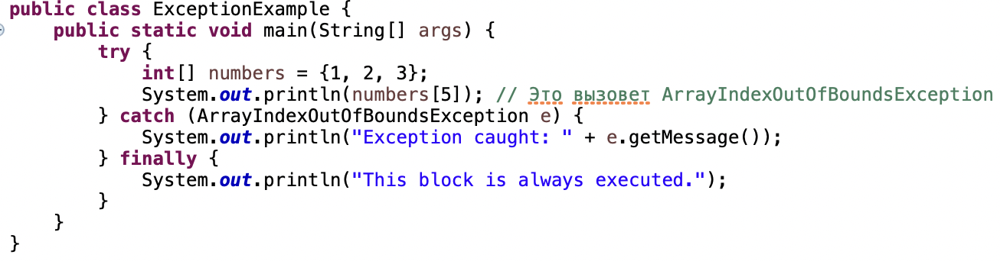 public class ExceptionExample {
    public static void main(String[] args) {
        try {
            int[] numbers = {1, 2, 3};
            System.out.println(numbers[5]); // Это вызовет ArrayIndexOutOfBoundsException
        } catch (ArrayIndexOutOfBoundsException e) {
            System.out.println("Exception caught: " + e.getMessage());
        } finally {
            System.out.println("This block is always executed.");
        }
    }
}